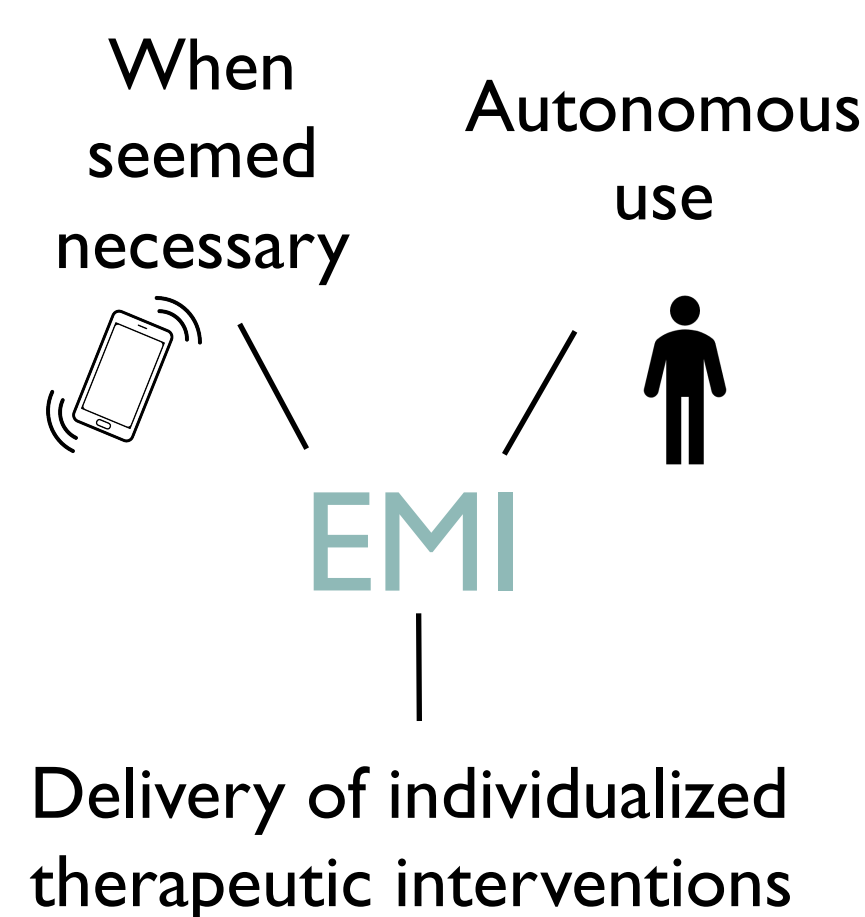 When
seemed
necessary
Autonomous
use
EMI
Delivery of individualized
therapeutic interventions